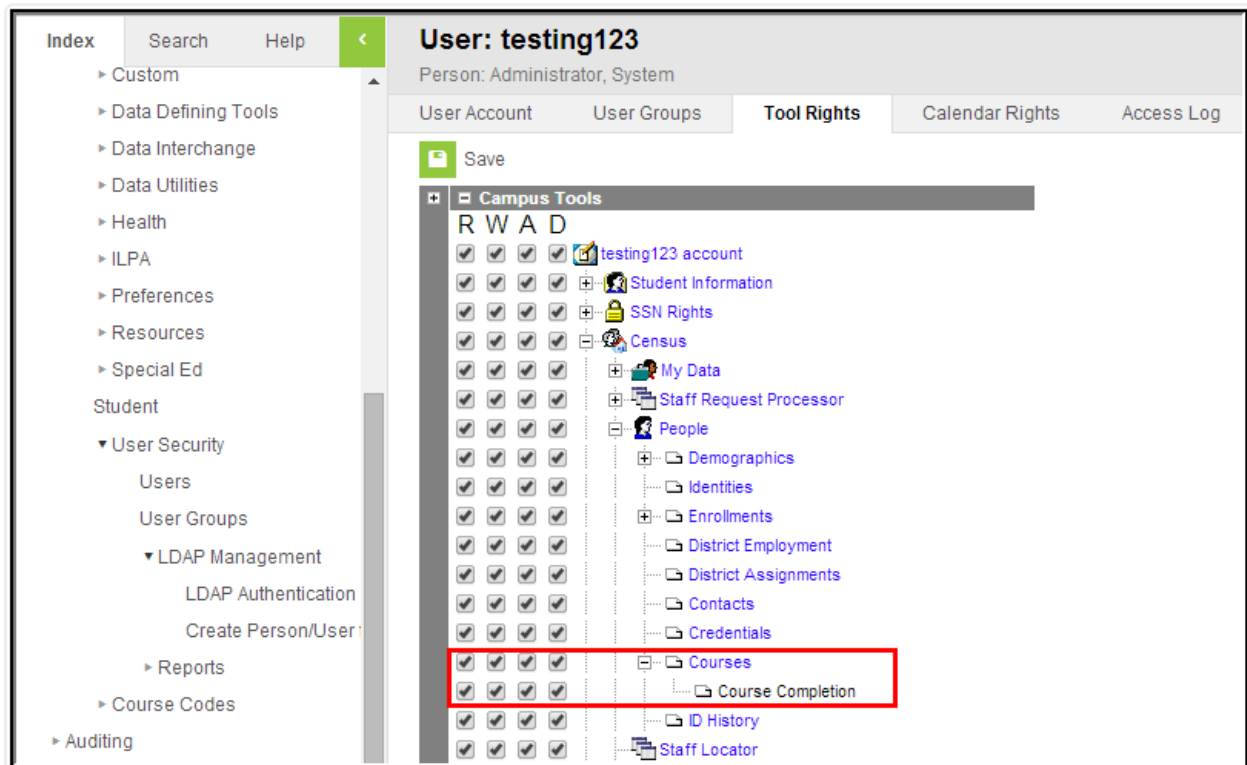 Index Search Help
Custom
Data Defining Tools
Data Interchange
Data Utilities
Health
ILPA
Preferences
Resources
Special Ed
Student
User Security
Users
User Groups
LDAP Management
LDAP Authentication
Create Person/User
Reports
Course Codes
Auditing
User: testing123
Person: Administrator, System
User Account User Groups Tool Rights Calendar Rights Access Log
Save
Campus Tools
R W A D
testing123 account
Student Information
SSN Rights
Census
My Data
Staff Request Processor
People
Demographics
Identities
Enrollments
District Employment
District Assignments
Contacts
Credentials
Courses
Course Completion
ID History
Staff Locator